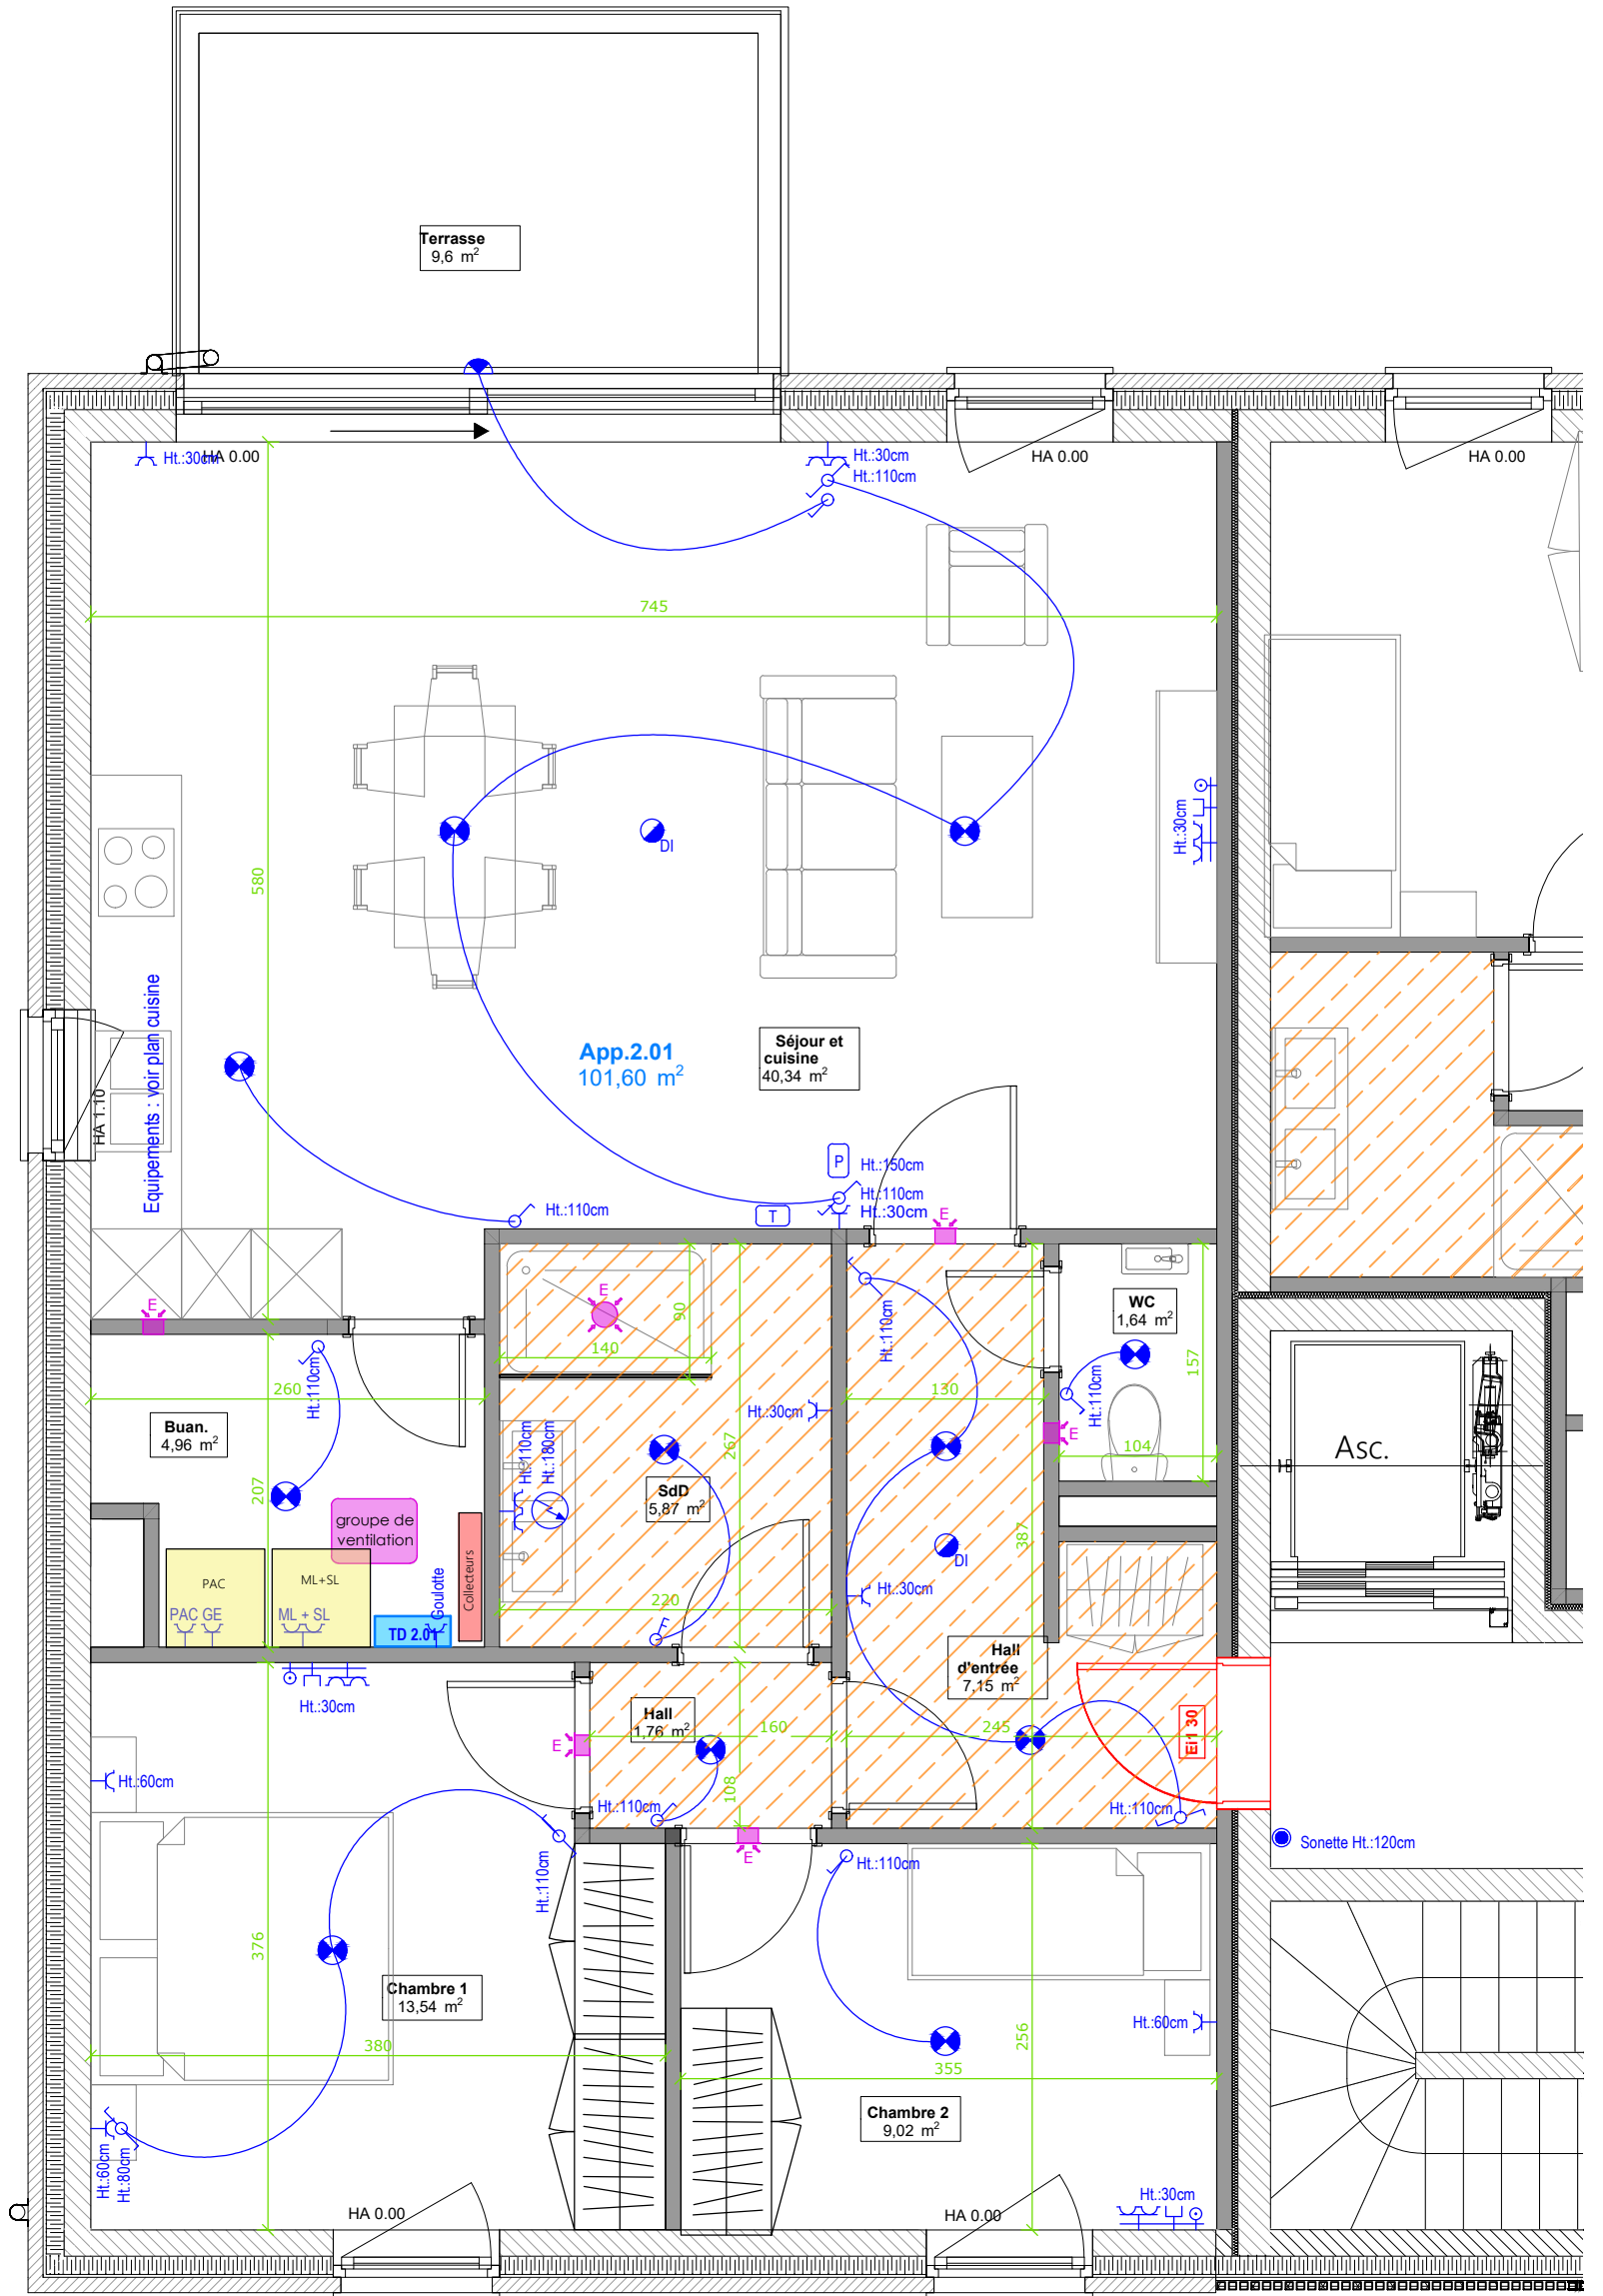 Terrasse
9,6 m²
Ht.:30cm
HA 0.00
Ht.:30cm
Ht.:110cm
HA 0.00
HA 0.00
745
580
DI
Ht.:30cm
Equipements : voir plan cuisine
HA 1.10
App.2.01
101,60 m²
Séjour et
cuisine
40,34 m²
P
Ht.:150cm
Ht.:110cm
Ht.:30cm
T
Ht.:110cm
E
E
E
90
140
WC
1,64 m²
157
Ht.:110cm
Ht.:110cm
Ht.:110cm
260
130
Ht.:30cm
Buan.
4,96 m²
E
104
Asc.
207
267
Ht.:110cm
Ht.:180cm
SdD
5,87 m²
groupe de
ventilation
387
DI
Collecteurs
PAC
ML+SL
Goulotte
Ht.:30cm
PAC GE
ML + SL
TD 2.01
220
Hall
d'entrée
7,15 m²
Ht.:30cm
Hall
1,76 m²
160
245
Ei1 30
E
108
Ht.:60cm
Ht.:110cm
Ht.:110cm
Sonette Ht.:120cm
E
Ht.:110cm
Ht.:110cm
376
Chambre 1
13,54 m²
380
256
Ht.:60cm
355
Chambre 2
9,02 m²
Ht.:60cm
Ht.:80cm
HA 0.00
HA 0.00
Ht.:30cm